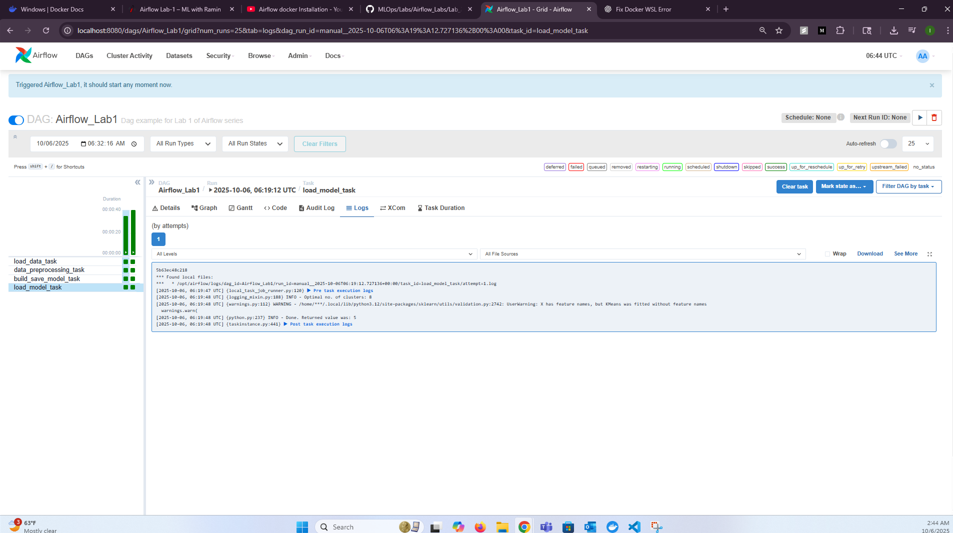 Windows | Docker Docs
Airflow Lab-1 – ML with Ramin
Airflow docker Installation - You
MLOps/Labs/Airflow_Labs/Lab_
Airflow_Lab1 - Grid - Airflow
Fix Docker WSL Error
localhost:8080/dags/Airflow_Lab1/grid?num_runs=25&tab=logs&dag_run_id=manual__2025-10-06T06%3A19%3A12.727136%2B00%3A00&task_id=load_model_task
Airflow
DAGs
Cluster Activity
Datasets
Security
Browse
Admin
Docs
06:44 UTC
AA
Triggered Airflow_Lab1, it should start any moment now.
DAG: Airflow_Lab1 Dag example for Lab 1 of Airflow series
Schedule: None
Next Run ID: None
10/06/2025 06:32:16 AM
All Run Types
All Run States
Clear Filters
Auto-refresh
25
Press shift + / for Shortcuts
deferred failed queued removed restarting running scheduled shutdown skipped success up_for_reschedule up_for_retry upstream_failed no_status
Duration
00:00:40
00:00:20
00:00:00
load_data_task
data_preprocessing_task
build_save_model_task
load_model_task
DAG
Airflow_Lab1
Run
2025-10-06, 06:19:12 UTC
Task
load_model_task
Clear task
Mark state as...
Filter DAG by task
Details
Graph
Gantt
Code
Audit Log
Logs
XCom
Task Duration
(by attempts)
1
All Levels
All File Sources
Wrap
Download
See More
5b63ec40c210
*** Found local files:
*** * /opt/airflow/logs/dag_id=Airflow_Lab1/run_id=manual__2025-10-06T06:19:12.727136+00:00/task_id=load_model_task/attempt=1.log
[2025-10-06, 06:19:47 UTC] {local_task_job_runner.py:120} ▶ Pre task execution logs
[2025-10-06, 06:19:48 UTC] {logging_mixin.py:188} INFO - Optimal no. of clusters: 8
[2025-10-06, 06:19:48 UTC] {warnings.py:112} WARNING - /home/***/.local/lib/python3.12/site-packages/sklearn/utils/validation.py:2742: UserWarning: X has feature names, but KMeans was fitted without feature names
warnings.warn(
[2025-10-06, 06:19:48 UTC] {python.py:237} INFO - Done. Returned value was: 5
[2025-10-06, 06:19:48 UTC] {taskinstance.py:441} ▶ Post task execution logs
3
63°F
Mostly clear
Search
2:44 AM
10/6/2025